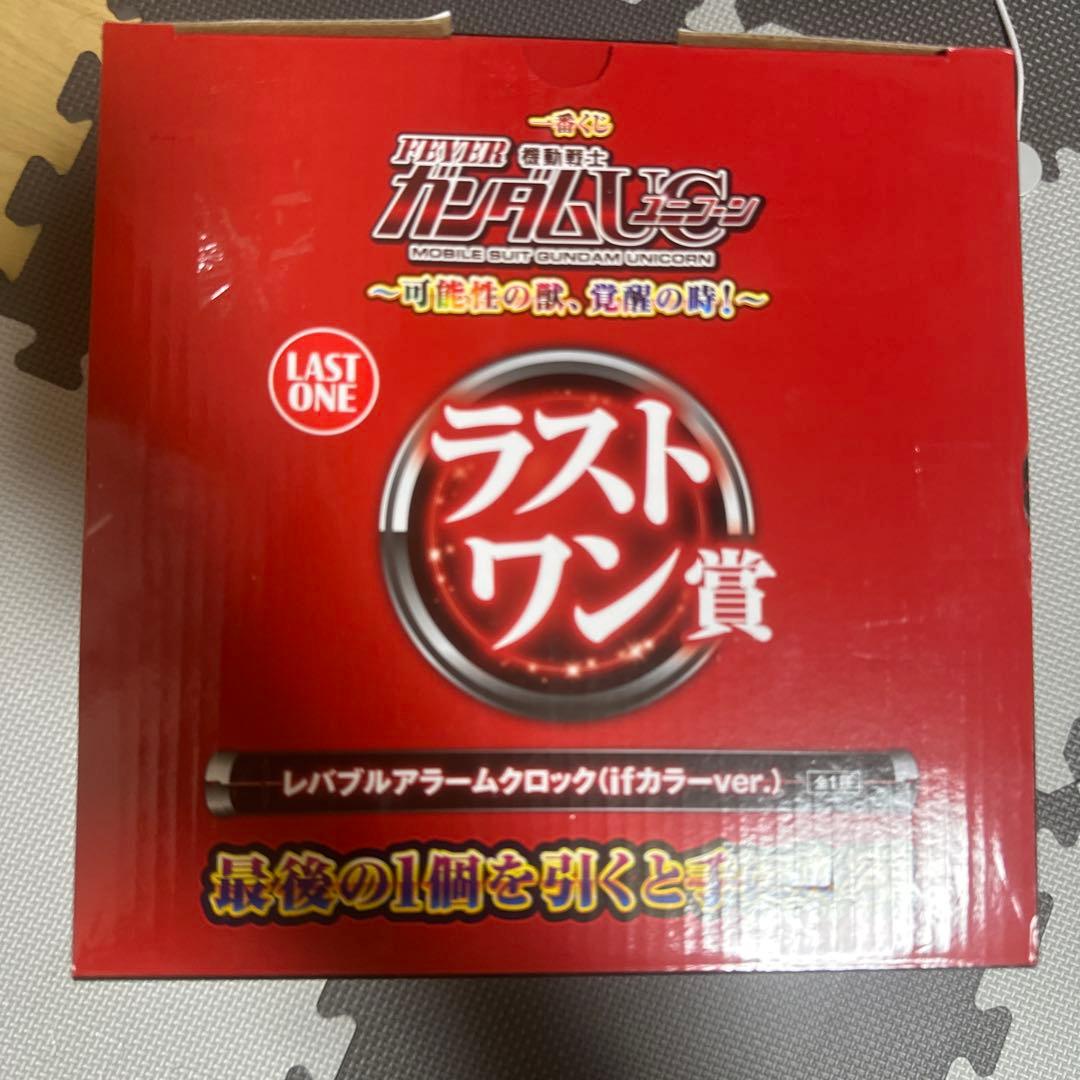 一番くじ
FEVER 機動戦士
ガンダムUC ユニコーン
MOBILE SUIT GUNDAM UNICORN
〜可能性の獣、覚醒の時!〜
LAST
ONE
ラスト
ワン賞
レバブルアラームクロック(ifカラーver.) 全1種
最後の1個を引くと手